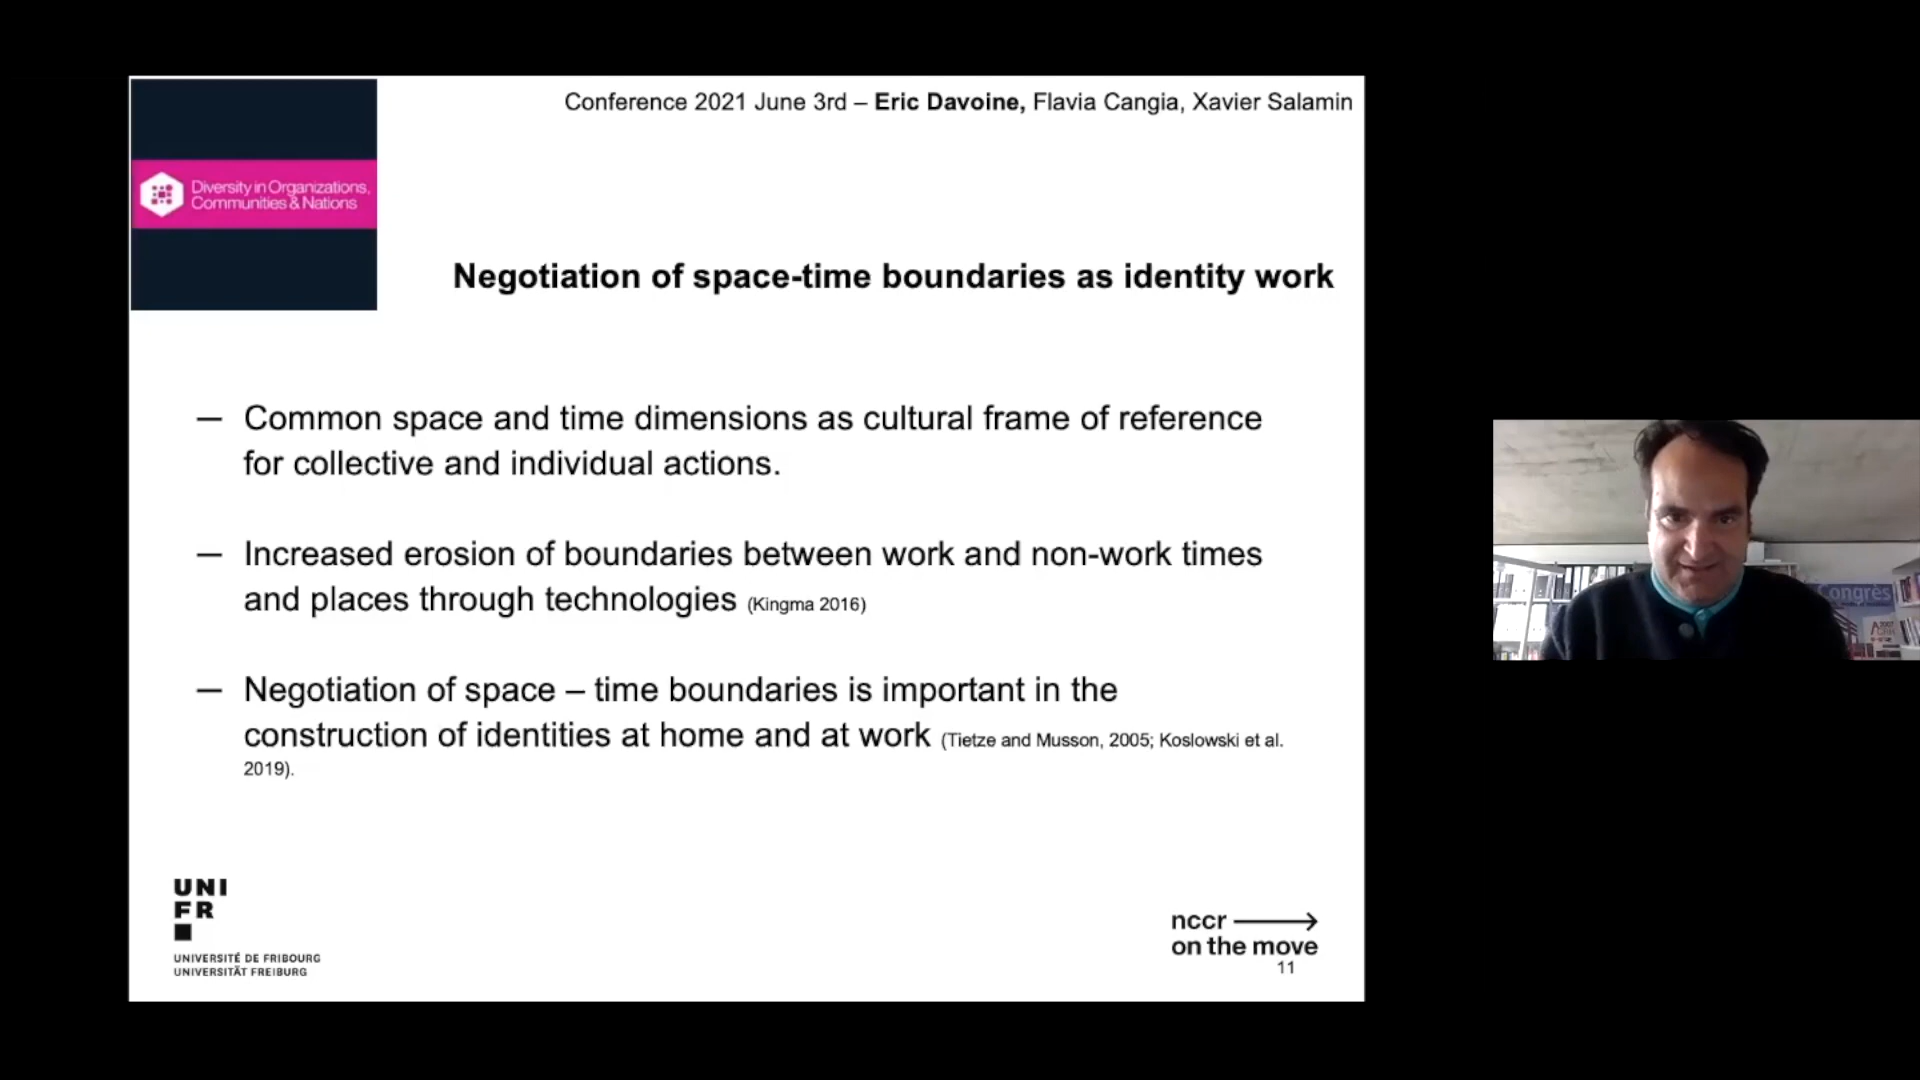 Conference 2021 June 3rd – Eric Davoine, Flavia Cangia, Xavier Salamin
Diversity in Organizations,
Communities & Nations
Negotiation of space-time boundaries as identity work
— Common space and time dimensions as cultural frame of reference
for collective and individual actions.
— Increased erosion of boundaries between work and non-work times
and places through technologies (Kingma 2016)
— Negotiation of space – time boundaries is important in the
construction of identities at home and at work (Tietze and Musson, 2005; Koslowski et al.
2019).
UNI
FR
UNIVERSITÉ DE FRIBOURG
UNIVERSITÄT FREIBURG
nccr
on the move
11
Congrès